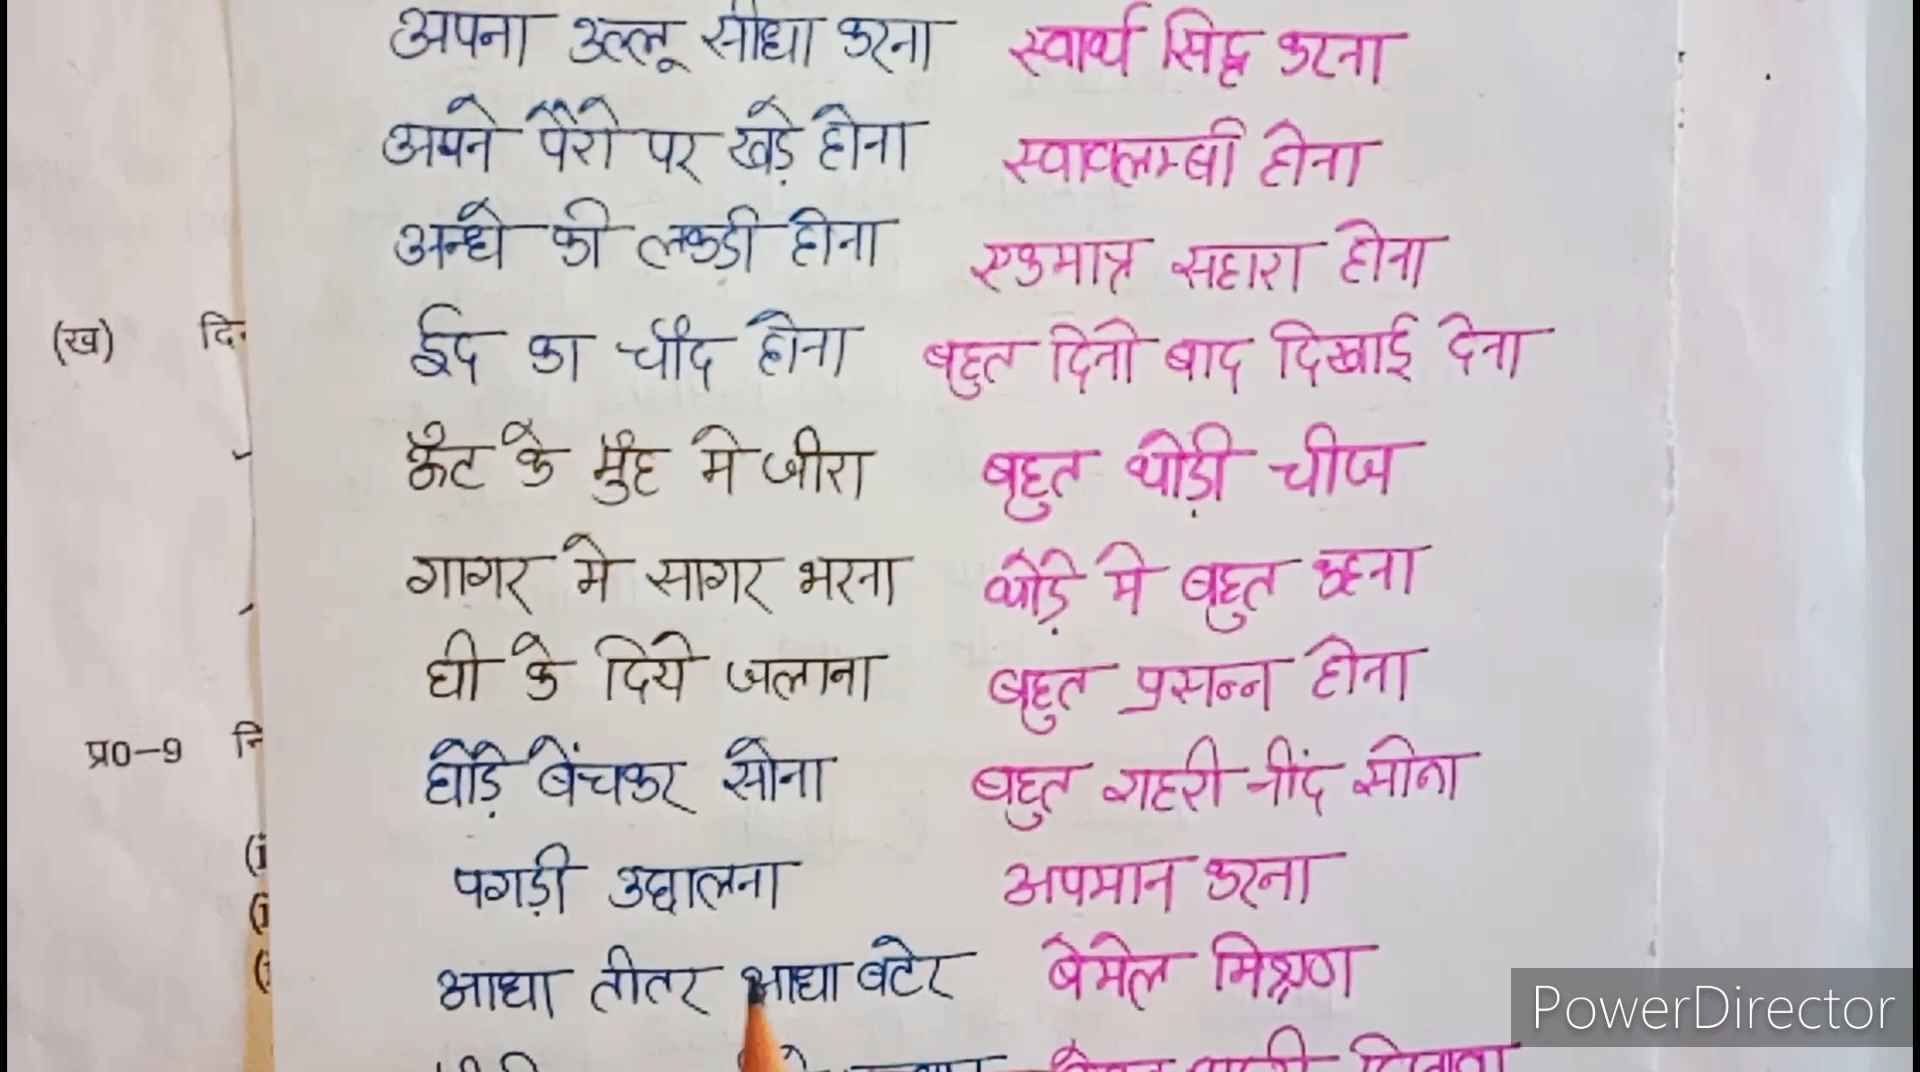 अपना उल्लू सीधा करना स्वार्थ सिद्ध करना
अपने पैरो पर खड़े होना स्वावलम्बी होना
अन्धे की लकड़ी होना एकमात्र सहारा होना
(ख) दि ईद का चाँद होना बहुत दिनो बाद दिखाई देना
ऊँट के मुँह मे जीरा बहुत थोड़ी चीज
गागर मे सागर भरना थोड़े मे बहुत कहना
घी के दिये जलाना बहुत प्रसन्न होना
प्र0-9 नि घोड़े बेंचकर सोना बहुत गहरी नींद सोना
(i पगड़ी उछालना अपमान करना
(i आधा तीतर आधा बटेर बेमेल मिश्रण
PowerDirector